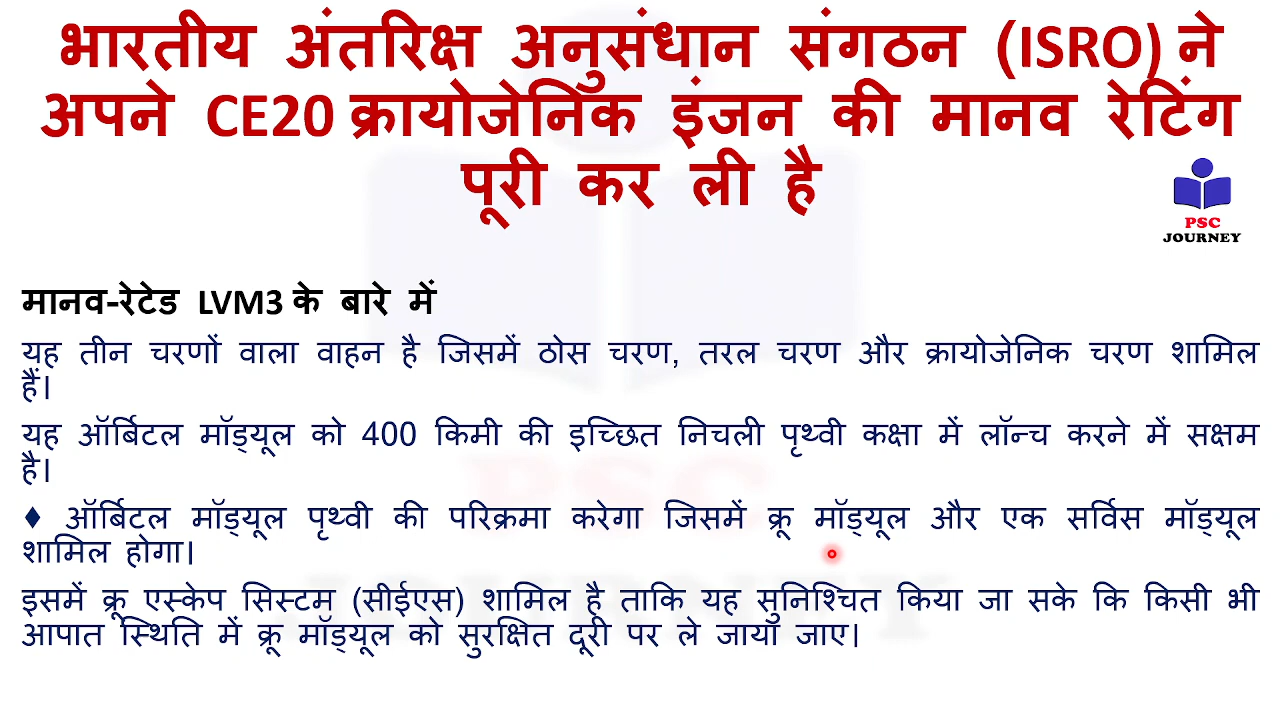 भारतीय अंतरिक्ष अनुसंधान संगठन (ISRO) ने
अपने CE20 क्रायोजेनिक इंजन की मानव रेटिंग
पूरी कर ली है
PSC
JOURNEY
मानव-रेटेड LVM3 के बारे में
यह तीन चरणों वाला वाहन है जिसमें ठोस चरण, तरल चरण और क्रायोजेनिक चरण शामिल
हैं।
यह ऑर्बिटल मॉड्यूल को 400 किमी की इच्छित निचली पृथ्वी कक्षा में लॉन्च करने में सक्षम
है।
♦ ऑर्बिटल मॉड्यूल पृथ्वी की परिक्रमा करेगा जिसमें क्रू मॉड्यूल और एक सर्विस मॉड्यूल
शामिल होगा।
इसमें क्रू एस्केप सिस्टम (सीईएस) शामिल है ताकि यह सुनिश्चित किया जा सके कि किसी भी
आपात स्थिति में क्रू मॉड्यूल को सुरक्षित दूरी पर ले जाया जाए।
PSC
JOURNEY